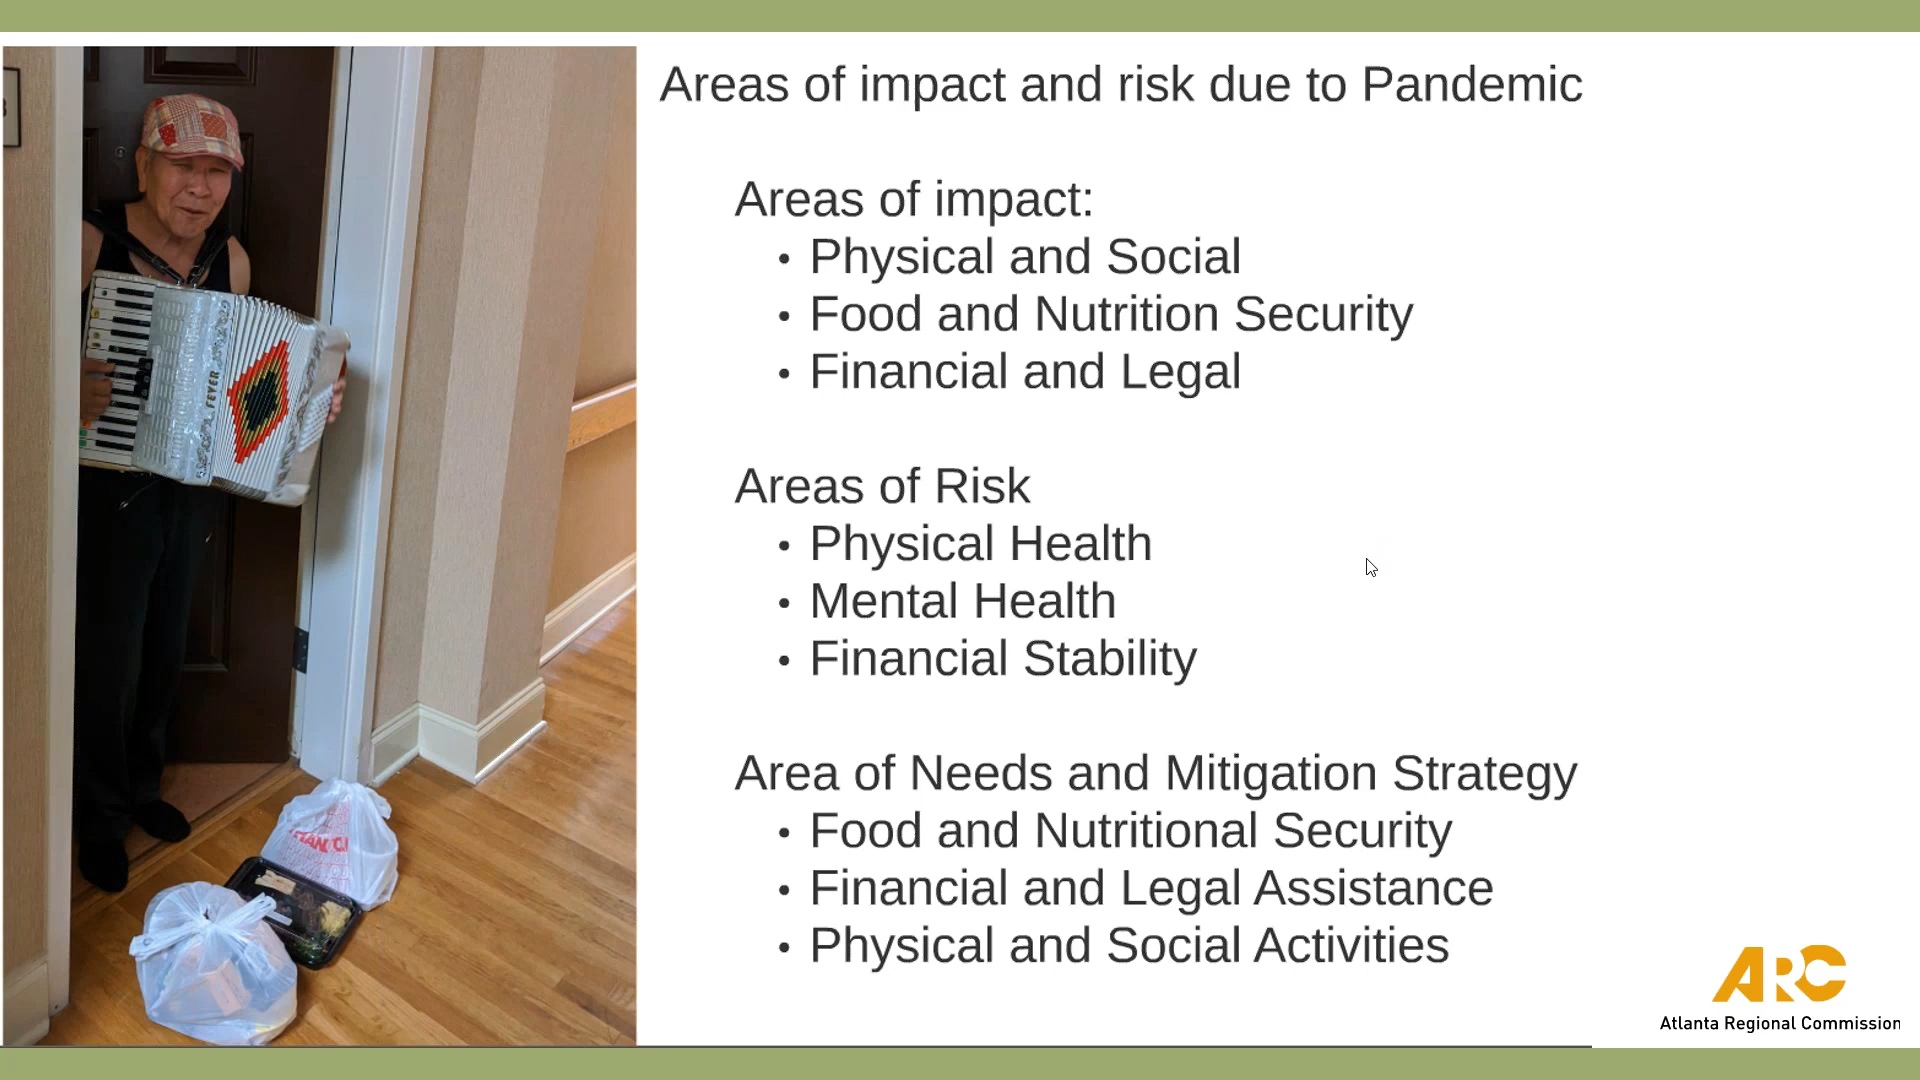 Areas of impact and risk due to Pandemic
Areas of impact:
• Physical and Social
• Food and Nutrition Security
• Financial and Legal
Areas of Risk
• Physical Health
• Mental Health
• Financial Stability
Area of Needs and Mitigation Strategy
• Food and Nutritional Security
• Financial and Legal Assistance
• Physical and Social Activities
FEVER
ARC
Atlanta Regional Commission